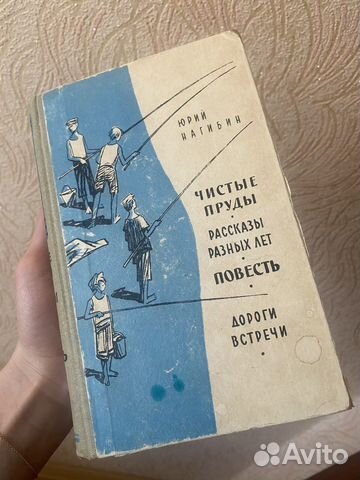 ЮРИЙ
НАГИБИН
ЧИСТЫЕ
ПРУДЫ
•
РАССКАЗЫ
РАЗНЫХ ЛЕТ
•
ПОВЕСТЬ
•
ДОРОГИ
ВСТРЕЧИ
•
Avito